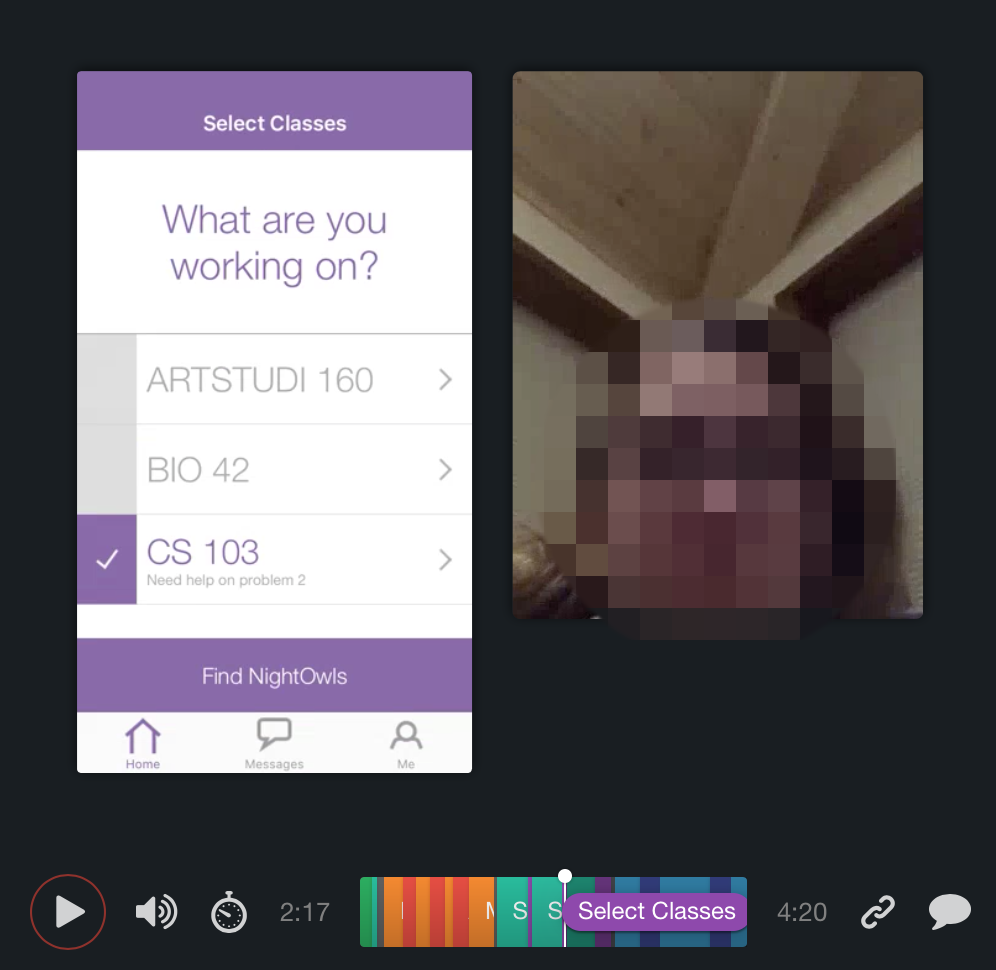 Select Classes
What are you
working on?
ARTSTUDI 160
BIO 42
CS 103
Need help on problem 2
Find NightOwls
Home
Messages
Me
2:17
S
S
Select Classes
4:20